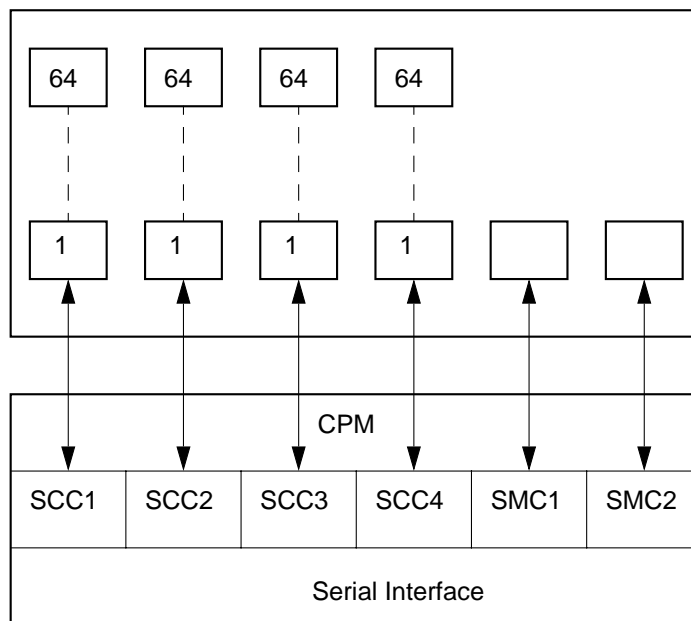 64 64 64 64
1 1 1 1
CPM
SCC1 SCC2 SCC3 SCC4 SMC1 SMC2
Serial Interface